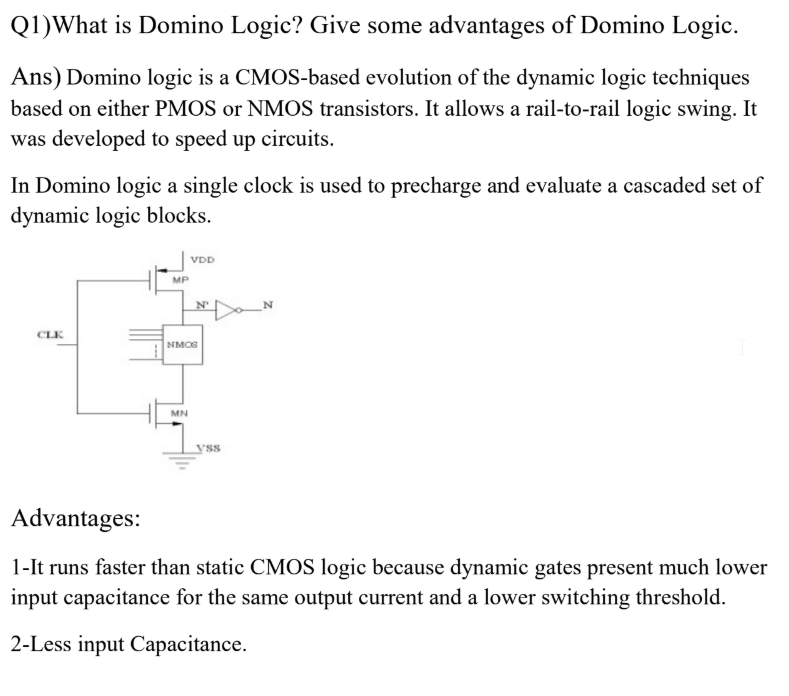 Q1)What is Domino Logic? Give some advantages of Domino Logic.
Ans) Domino logic is a CMOS-based evolution of the dynamic logic techniques
based on either PMOS or NMOS transistors. It allows a rail-to-rail logic swing. It
was developed to speed up circuits.
In Domino logic a single clock is used to precharge and evaluate a cascaded set of
dynamic logic blocks.
VDD
MP
N'
N
CLK
NMOS
MN
VSS
Advantages:
1-It runs faster than static CMOS logic because dynamic gates present much lower
input capacitance for the same output current and a lower switching threshold.
2-Less input Capacitance.